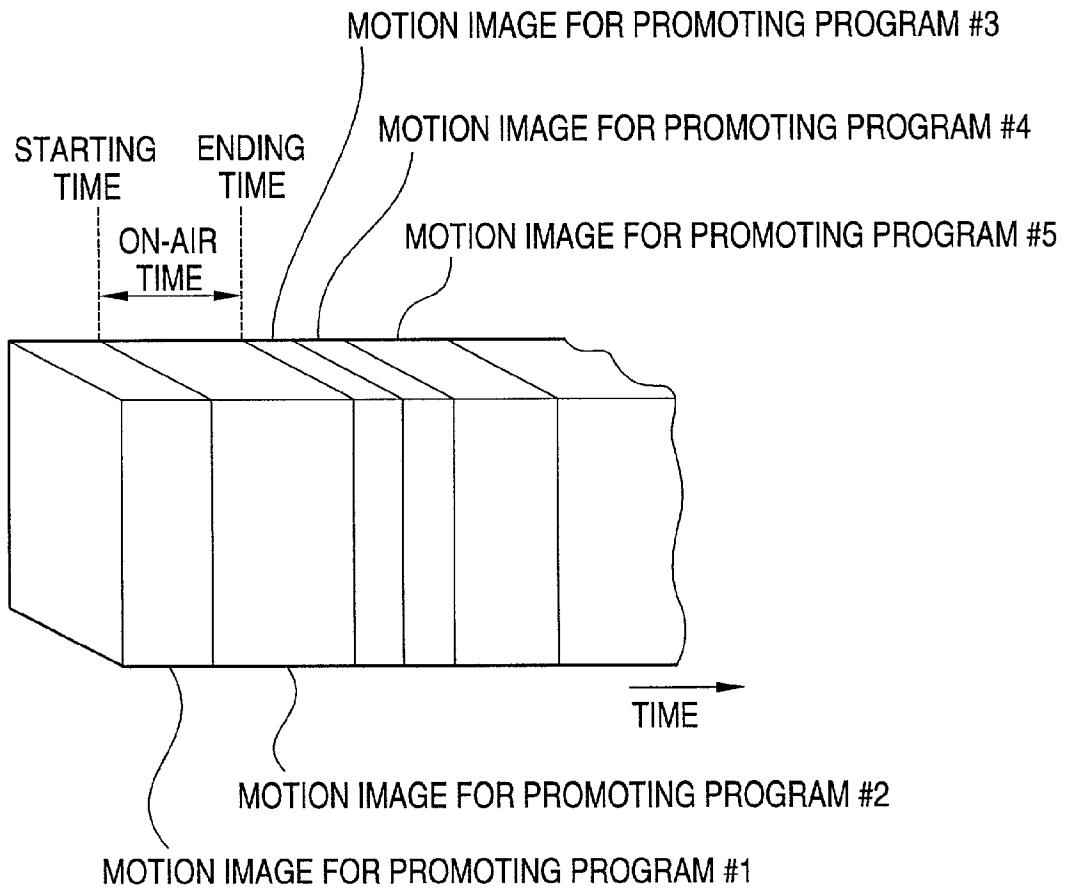 MOTION IMAGE FOR PROMOTING PROGRAM #3
MOTION IMAGE FOR PROMOTING PROGRAM #4
STARTING
TIME
ENDING
TIME
ON-AIR
TIME
MOTION IMAGE FOR PROMOTING PROGRAM #5
TIME
MOTION IMAGE FOR PROMOTING PROGRAM #2
MOTION IMAGE FOR PROMOTING PROGRAM #1